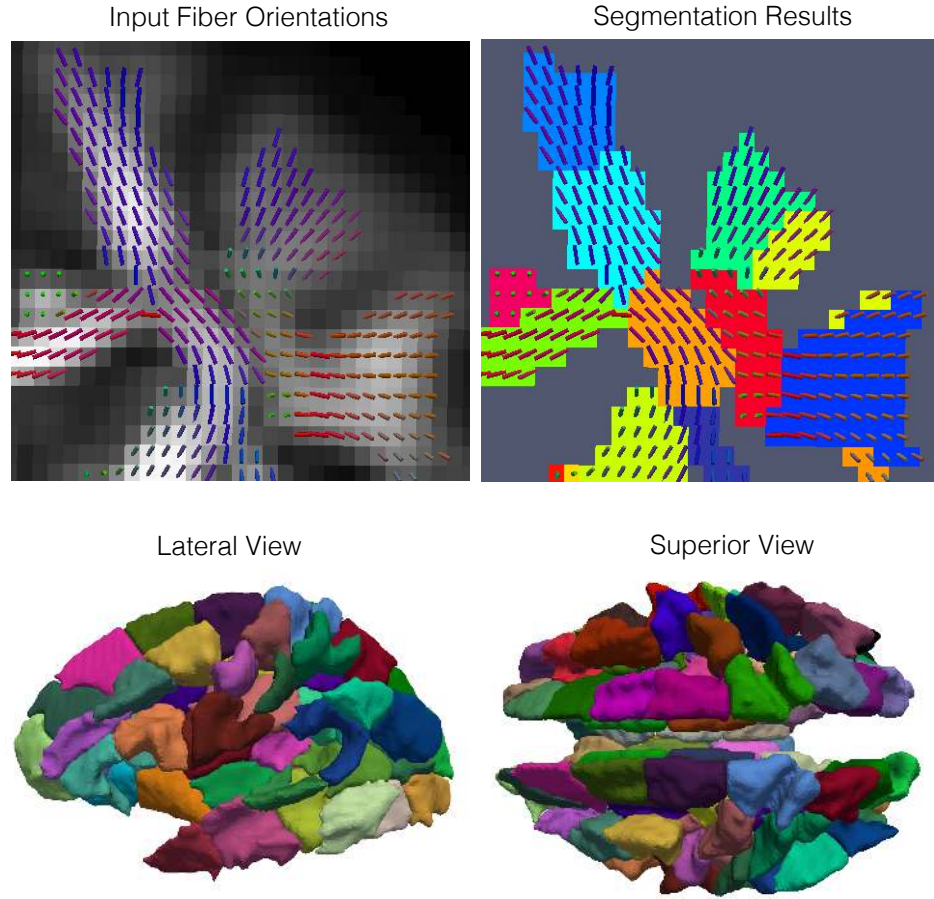 Input Fiber Orientations
Segmentation Results
Lateral View
Superior View